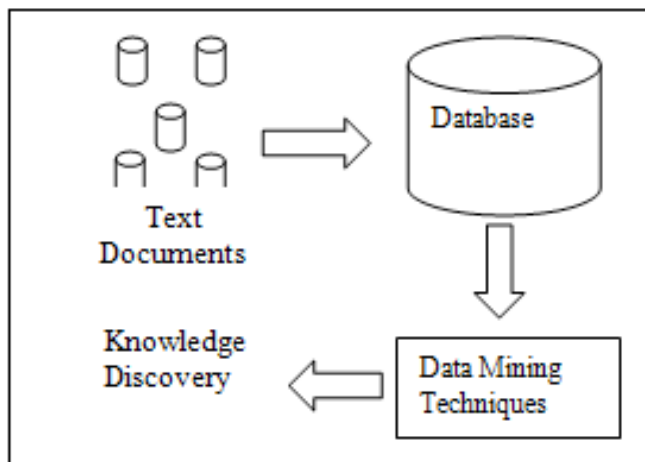 Database
Text
Documents
Data Mining
Techniques
Knowledge
Discovery